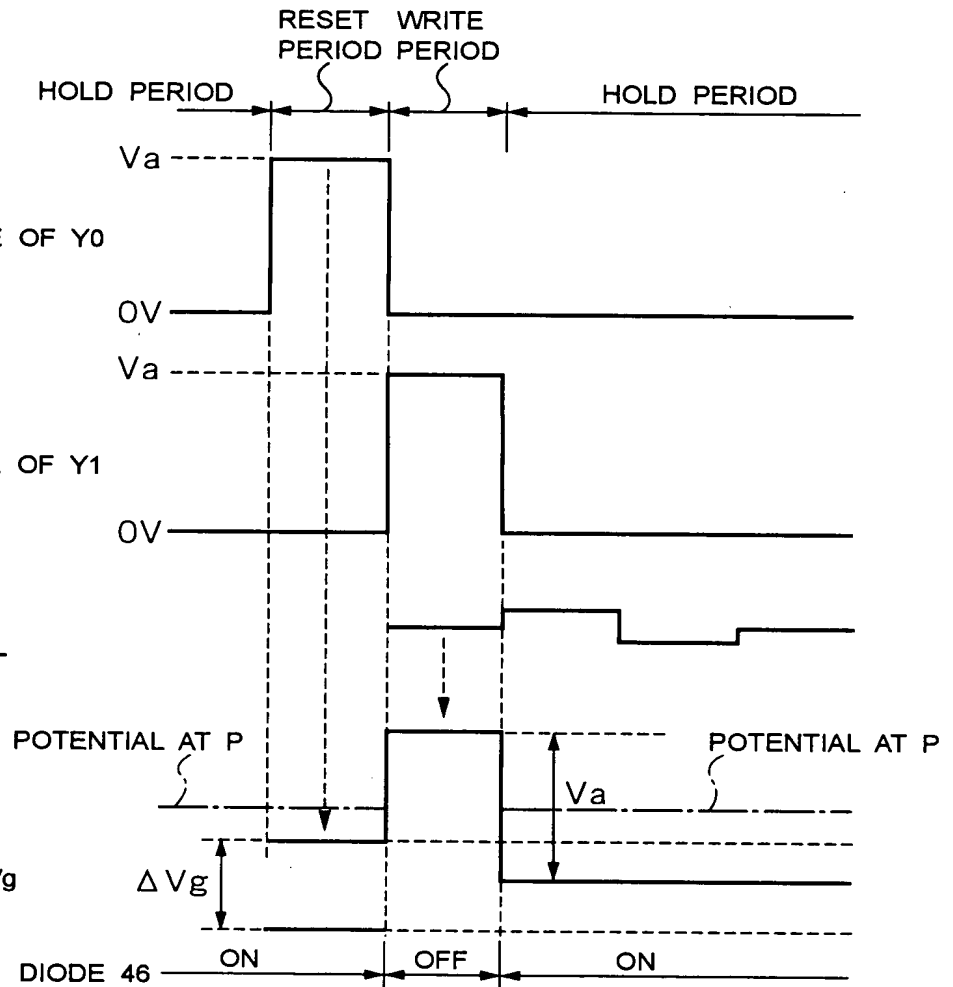 RESET WRITE
PERIOD PERIOD
HOLD PERIOD
HOLD PERIOD
Va
OF Y0
0V
Va
OF Y1
0V
POTENTIAL AT P
POTENTIAL AT P
Va
ΔVg
Vg
ON
OFF
ON
DIODE 46